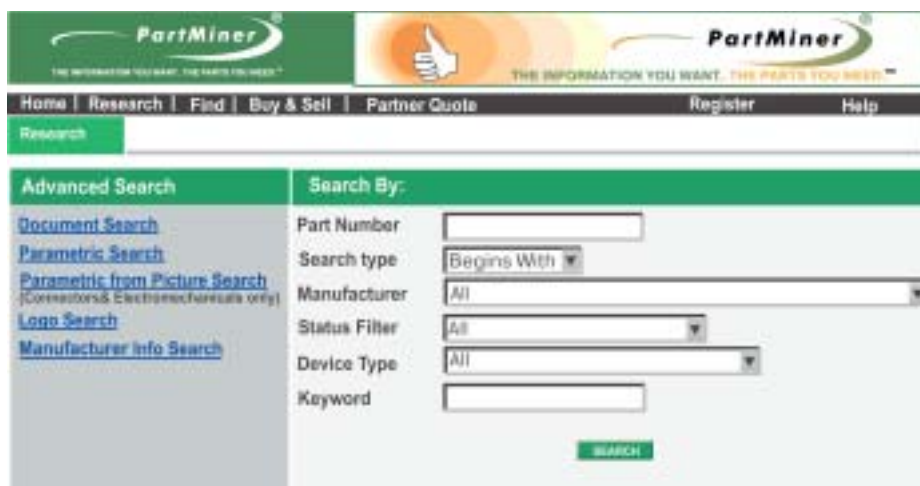 PartMiner®
THE INFORMATION YOU WANT. THE PARTS YOU NEED.™
PartMiner®
THE INFORMATION YOU WANT. THE PARTS YOU NEED.™
Home | Research | Find | Buy & Sell | Partner Quote Register Help
Research
Advanced Search
Document Search
Parametric Search
Parametric from Picture Search
(Connectors& Electromechanicals only)
Logo Search
Manufacturer Info Search
Search By:
Part Number
Search type Begins With
Manufacturer All
Status Filter All
Device Type All
Keyword
SEARCH